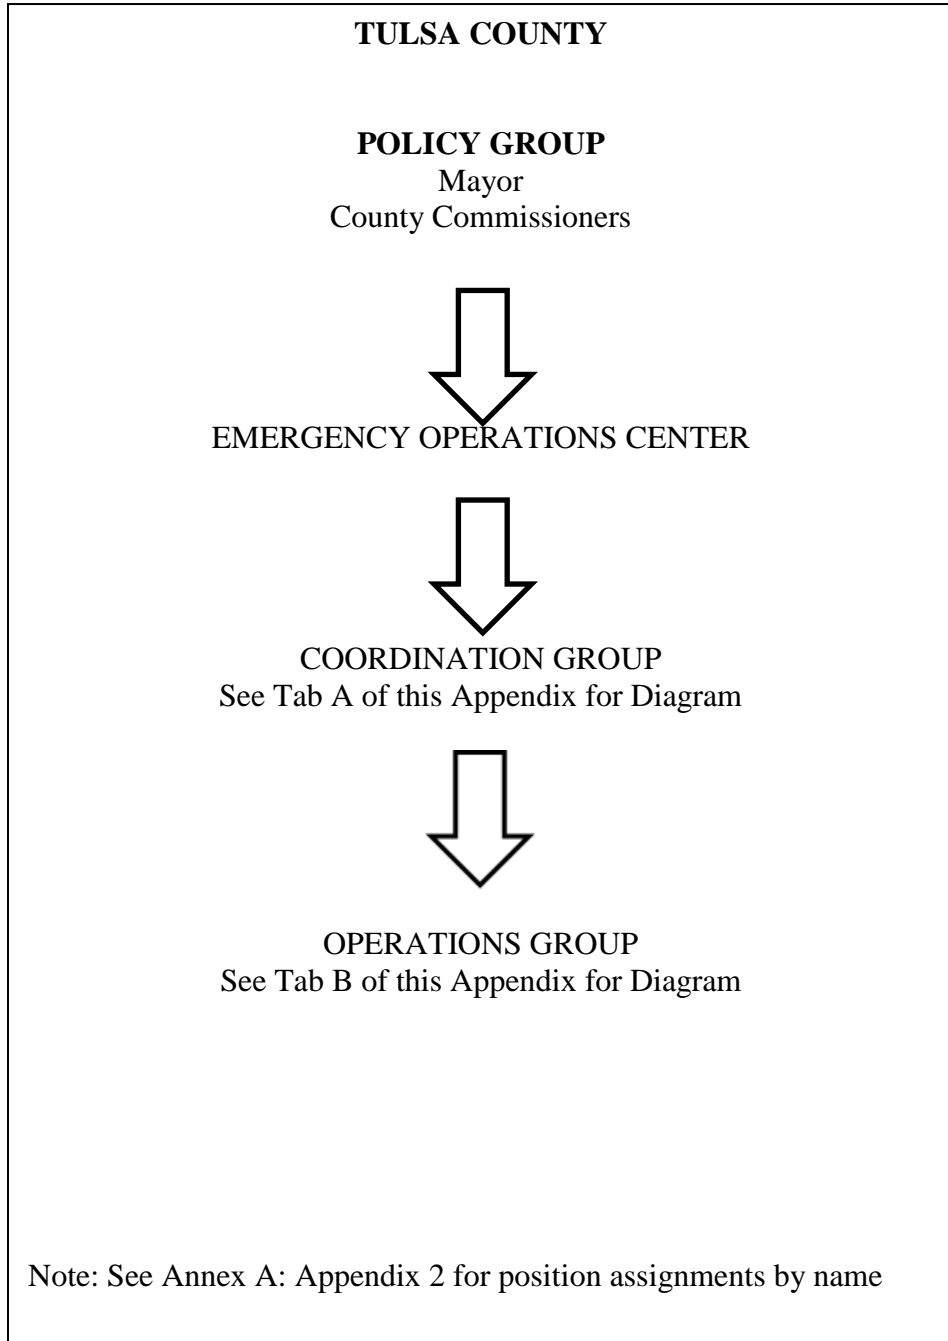 TULSA COUNTY
POLICY GROUP
Mayor
County Commissioners
EMERGENCY OPERATIONS CENTER
COORDINATION GROUP
See Tab A of this Appendix for Diagram
OPERATIONS GROUP
See Tab B of this Appendix for Diagram
Note: See Annex A: Appendix 2 for position assignments by name